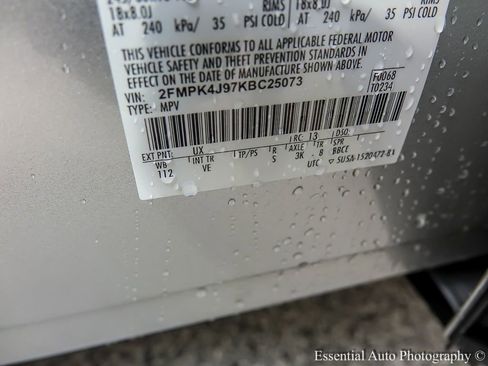 RIMS
18x8.0J
18x8.0J
AT 240 kPa/ 35 PSI COLD
AT 240 kPa/ 35 PSI COLD
THIS VEHICLE CONFORMS TO ALL APPLICABLE FEDERAL MOTOR
VEHICLE SAFETY AND THEFT PREVENTION STANDARDS IN
EFFECT ON THE DATE OF MANUFACTURE SHOWN ABOVE.
VIN: 2FMPK4J97KBC25073
TYPE: MPV
F0068
T0234
EXT PNT: UX RC: 13 DSO:
WB INT TR TP/PS R AXLE TR SPR
112 VE S 3K 8 BBCE
UTC ▽ SUSA-1520472-BA
Essential Auto Photography ©